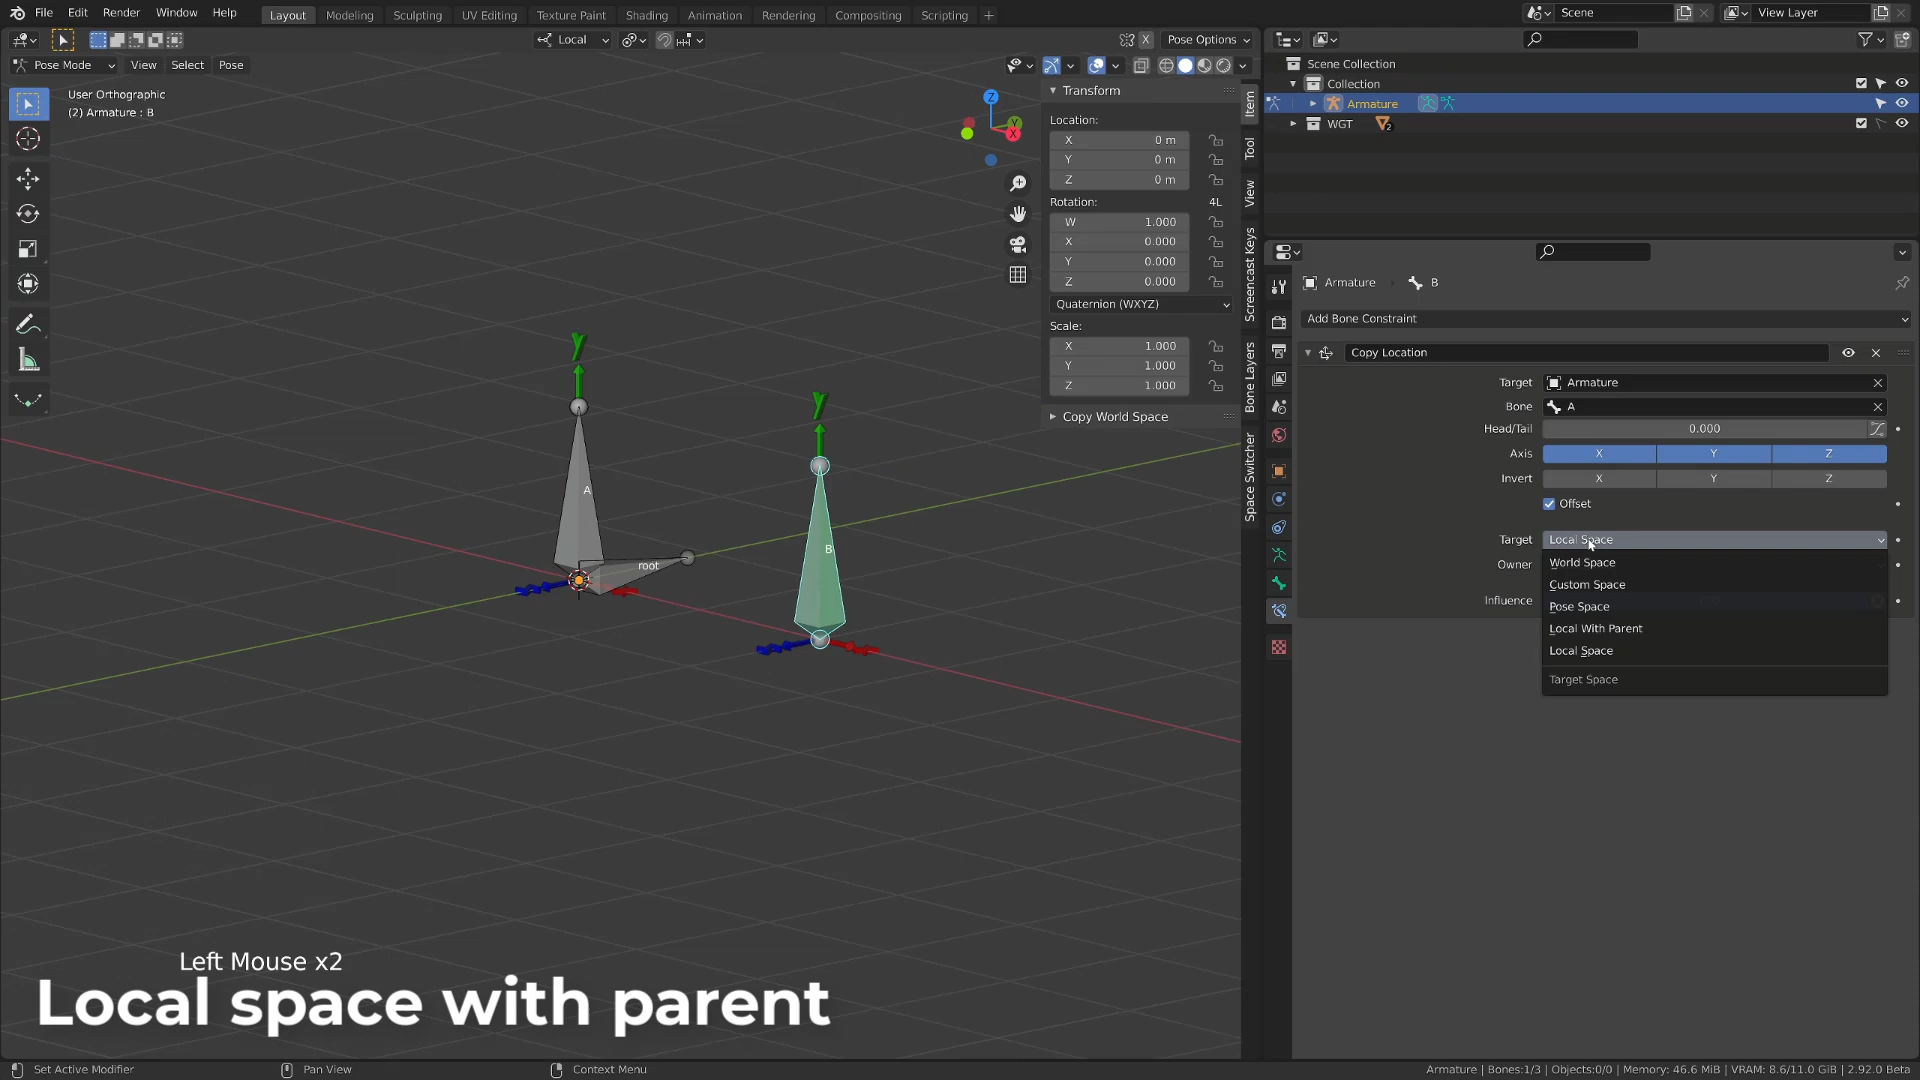 File Edit Render Window Help Layout Modeling Sculpting UV Editing Texture Paint Shading Animation Rendering Compositing Scripting + Scene View Layer
Local X Pose Options
Pose Mode View Select Pose
User Orthographic
(2) Armature : B
Z
Y
X
Transform
Location:
X 0 m
Y 0 m
Z 0 m
Rotation: 4L
W 1.000
X 0.000
Y 0.000
Z 0.000
Quaternion (WXYZ)
Scale:
X 1.000
Y 1.000
Z 1.000
Copy World Space
Item
Tool
View
Screencast Keys
Bone Layers
Space Switcher
Scene Collection
Collection
Armature
WGT 2
Armature B
Add Bone Constraint
Copy Location
Target Armature
Bone A
Head/Tail 0.000
Axis X Y Z
Invert X Y Z
Offset
Target Local Space
Owner World Space
Custom Space
Influence Pose Space
Local With Parent
Local Space
Target Space
y
y
A
B
root
Left Mouse x2
Local space with parent
Set Active Modifier Pan View Context Menu Armature | Bones:1/3 | Objects:0/0 | Memory: 46.6 MiB | VRAM: 8.6/11.0 GiB | 2.92.0 Beta